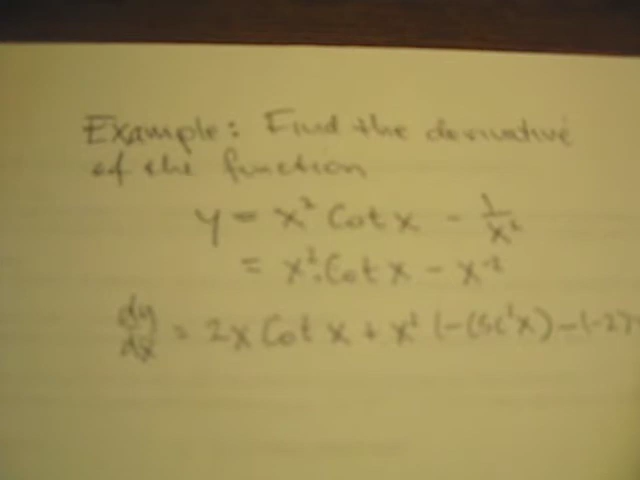 Example: Find the derivative
of the function
y = x² Cot x - 1/x²
= x². Cot x - x⁻²
dy/dx = 2x Cot x + x² (-Csc²x) - (-2)